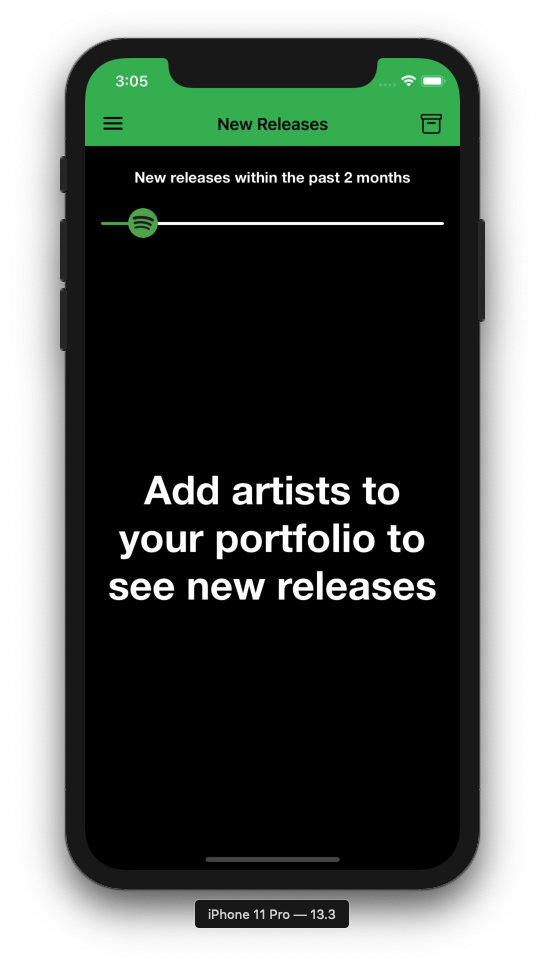 3:05
New Releases
New releases within the past 2 months
Add artists to
your portfolio to
see new releases
iPhone 11 Pro — 13.3